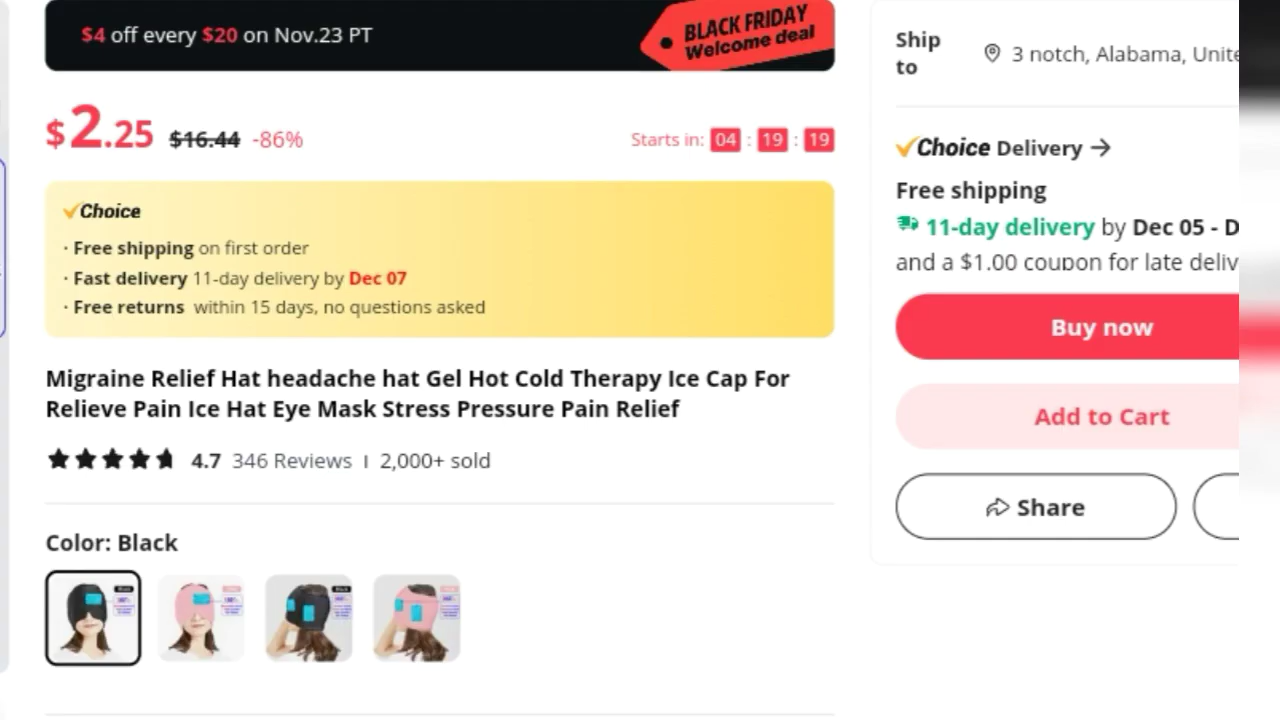 $4 off every $20 on Nov.23 PT
BLACK FRIDAY
Welcome deal
$2.25 $16.44 -86%
Starts in: 04 : 19 : 19
Choice
· Free shipping on first order
· Fast delivery 11-day delivery by Dec 07
· Free returns within 15 days, no questions asked
Migraine Relief Hat headache hat Gel Hot Cold Therapy Ice Cap For
Relieve Pain Ice Hat Eye Mask Stress Pressure Pain Relief
4.7 346 Reviews | 2,000+ sold
Color: Black
Ship to
3 notch, Alabama, Unite
Choice Delivery →
Free shipping
11-day delivery by Dec 05 - D
and a $1.00 coupon for late deliv
Buy now
Add to Cart
Share